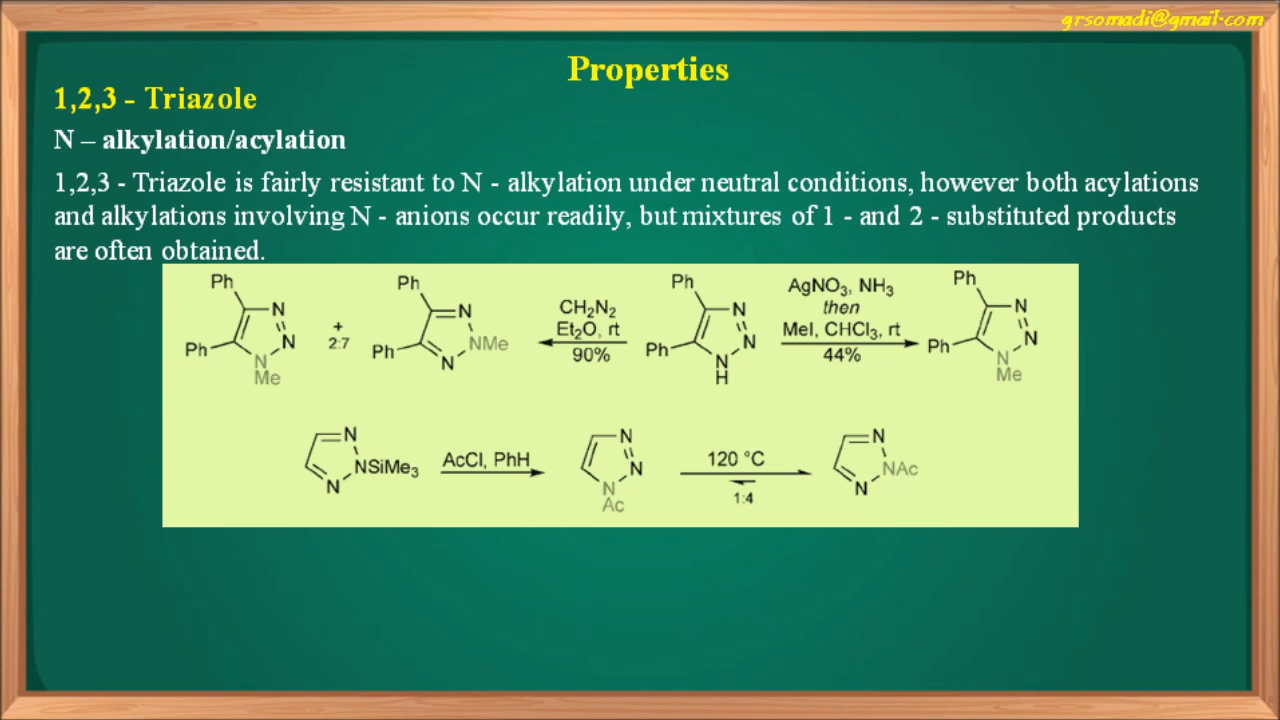 grsomadi@gmail.com
Properties
1,2,3 - Triazole
N – alkylation/acylation
1,2,3 - Triazole is fairly resistant to N - alkylation under neutral conditions, however both acylations
and alkylations involving N - anions occur readily, but mixtures of 1 - and 2 - substituted products
are often obtained.
Ph Ph N N N Me
+
2:7
Ph Ph N NMe N
CH₂N₂
Et₂O, rt
90%
Ph Ph N N N H
AgNO₃, NH₃
then
MeI, CHCl₃, rt
44%
Ph Ph N N N Me
N NSiMe₃ N
AcCl, PhH
N N N Ac
120 °C
1:4
N NAc N